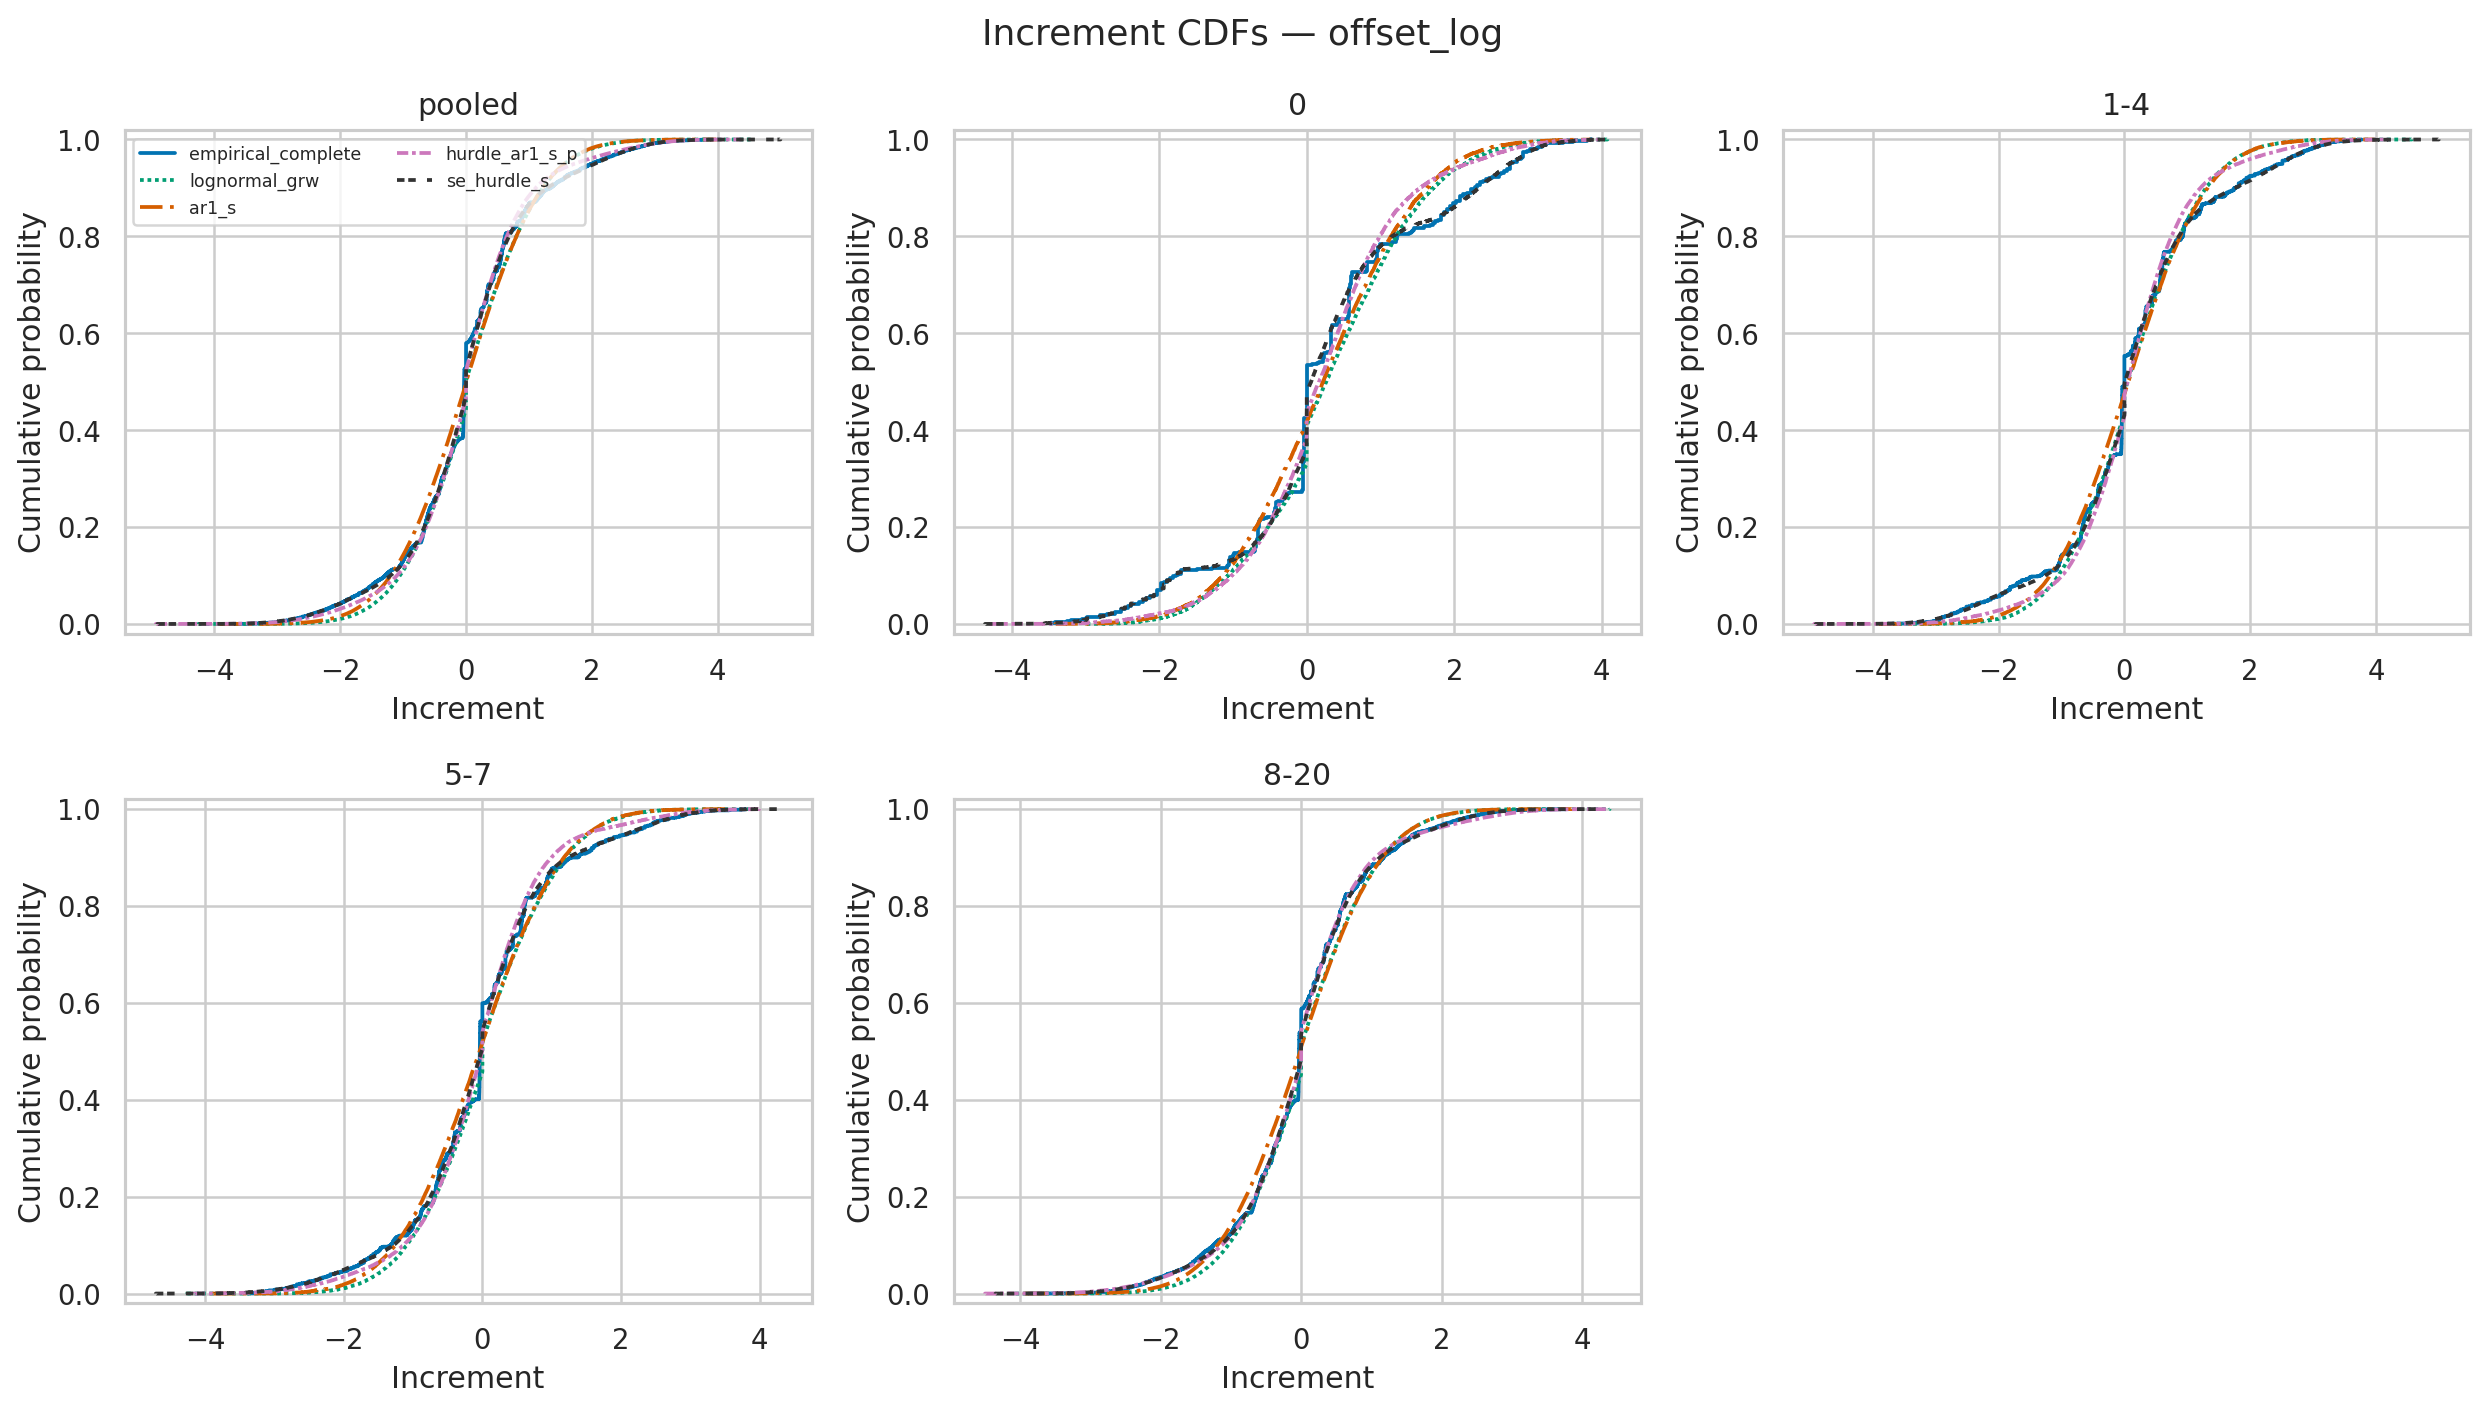 Increment CDFs — offset_log
pooled
1.0
0.8
0.6
0.4
0.2
0.0
Cumulative probability
empirical_complete
lognormal_grw
ar1_s
hurdle_ar1_s_p
se_hurdle_s
−4 −2 0 2 4
Increment
0
1.0
0.8
0.6
0.4
0.2
0.0
Cumulative probability
−4 −2 0 2 4
Increment
1-4
1.0
0.8
0.6
0.4
0.2
0.0
Cumulative probability
−4 −2 0 2 4
Increment
5-7
1.0
0.8
0.6
0.4
0.2
0.0
Cumulative probability
−4 −2 0 2 4
Increment
8-20
1.0
0.8
0.6
0.4
0.2
0.0
Cumulative probability
−4 −2 0 2 4
Increment